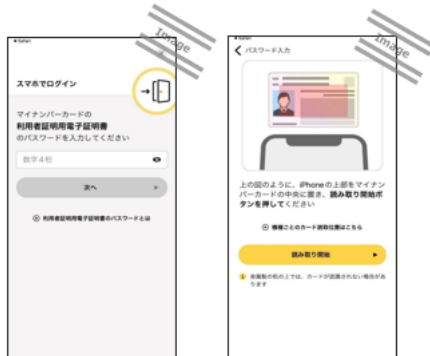 Image
Safari
スマホでログイン
マイナンバーカードの
利用者証明用電子証明書
のパスワードを入力してください
数字4桁
次へ
利用者証明用電子証明書のパスワードとは
Image
Safari
パスワード入力
上の図のように、iPhoneの上部をマイナン
バーカードの中央に置き、読み取り開始ボ
タンを押してください
機種ごとのカード読取位置はこちら
読み取り開始
金属製の机の上では、カードが認識されない場合があ
ります